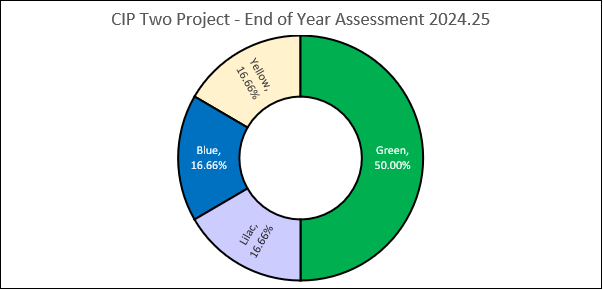 CIP Two Project - End of Year Assessment 2024.25
Yellow,
16.66%
Blue,
16.66%
Green,
50.00%
Lilac,
16.66%